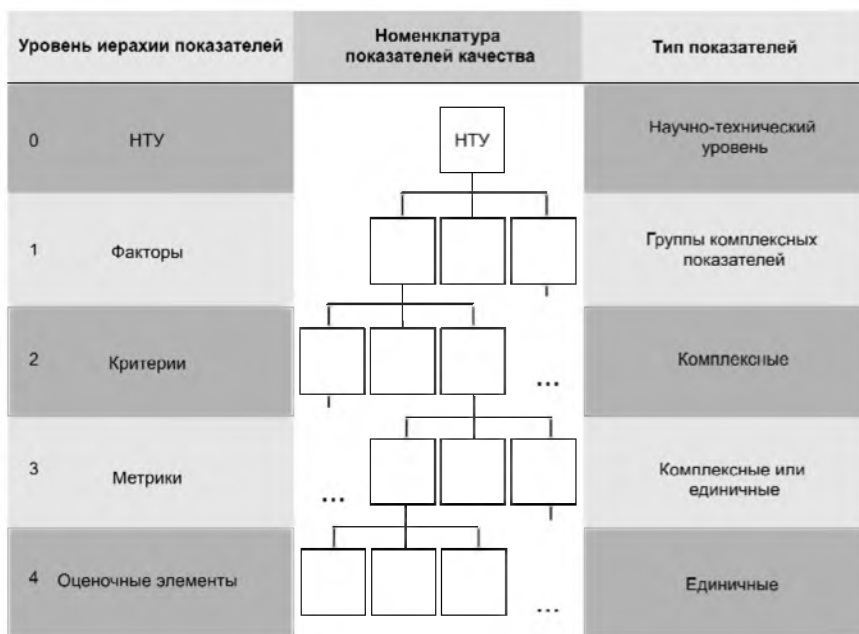 Уровень иерахии показателей
Номенклатура
показателей качества
Тип показателей
0
НТУ
НТУ
Научно-технический
уровень
1
Факторы
Группы комплексных
показателей
2
Критерии
...
Комплексные
3
Метрики
...
Комплексные или
единичные
4
Оценочные элементы
...
Единичные